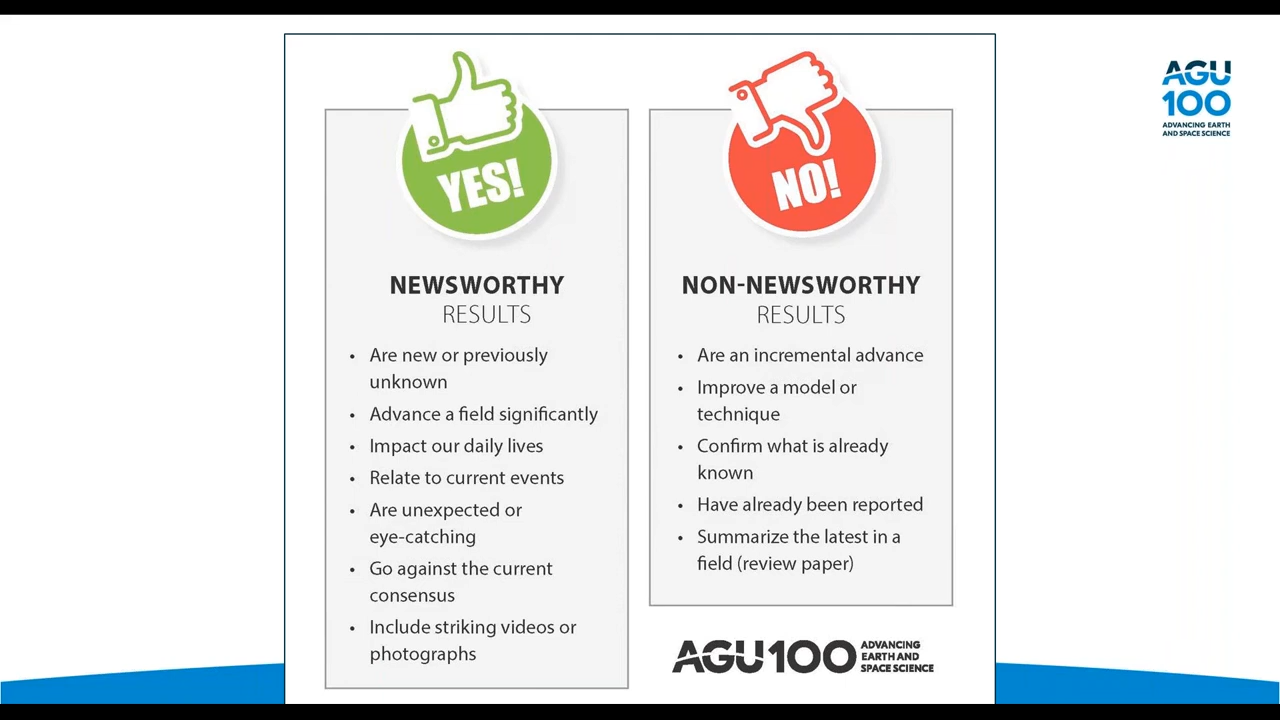 AGU
100
ADVANCING EARTH
AND SPACE SCIENCE
YES!
NEWSWORTHY
RESULTS
• Are new or previously
unknown
• Advance a field significantly
• Impact our daily lives
• Relate to current events
• Are unexpected or
eye-catching
• Go against the current
consensus
• Include striking videos or
photographs
NO!
NON-NEWSWORTHY
RESULTS
• Are an incremental advance
• Improve a model or
technique
• Confirm what is already
known
• Have already been reported
• Summarize the latest in a
field (review paper)
AGU100
ADVANCING
EARTH AND
SPACE SCIENCE